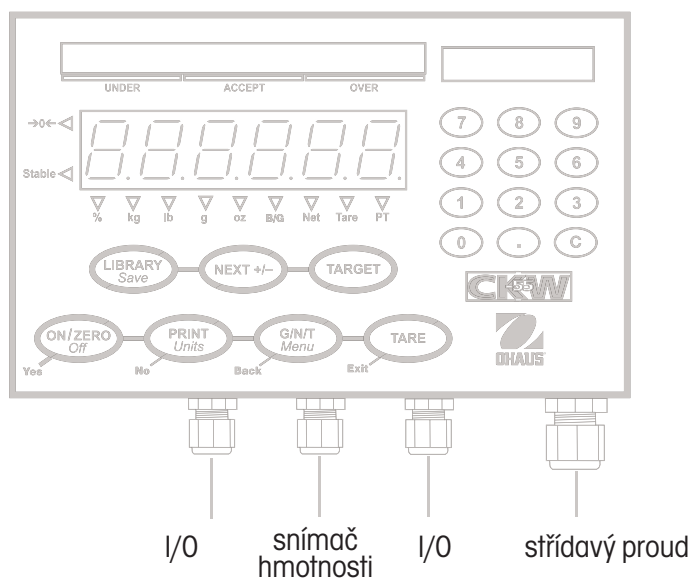 UNDER ACCEPT OVER
→0←
Stable
% kg lb g oz B/G Net Tare PT
7 8 9
4 5 6
1 2 3
0 . C
LIBRARY
Save
NEXT +/–
TARGET
CKW
55
ON/ZERO
Off
PRINT
Units
G/N/T
Menu
TARE
Yes No Back Exit
OHAUS
I/O
snímač
hmotnosti
I/O
střídavý proud